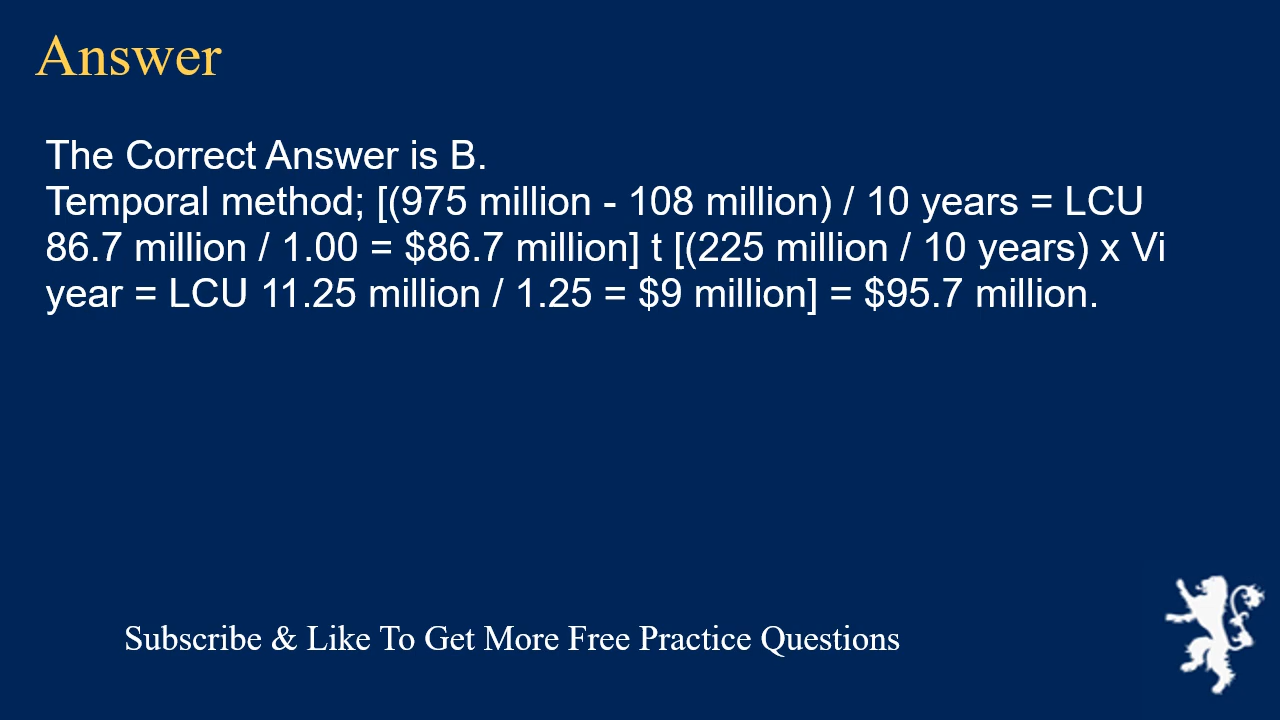 Answer
The Correct Answer is B.
Temporal method; [(975 million - 108 million) / 10 years = LCU
86.7 million / 1.00 = $86.7 million] t [(225 million / 10 years) x Vi
year = LCU 11.25 million / 1.25 = $9 million] = $95.7 million.
Subscribe & Like To Get More Free Practice Questions